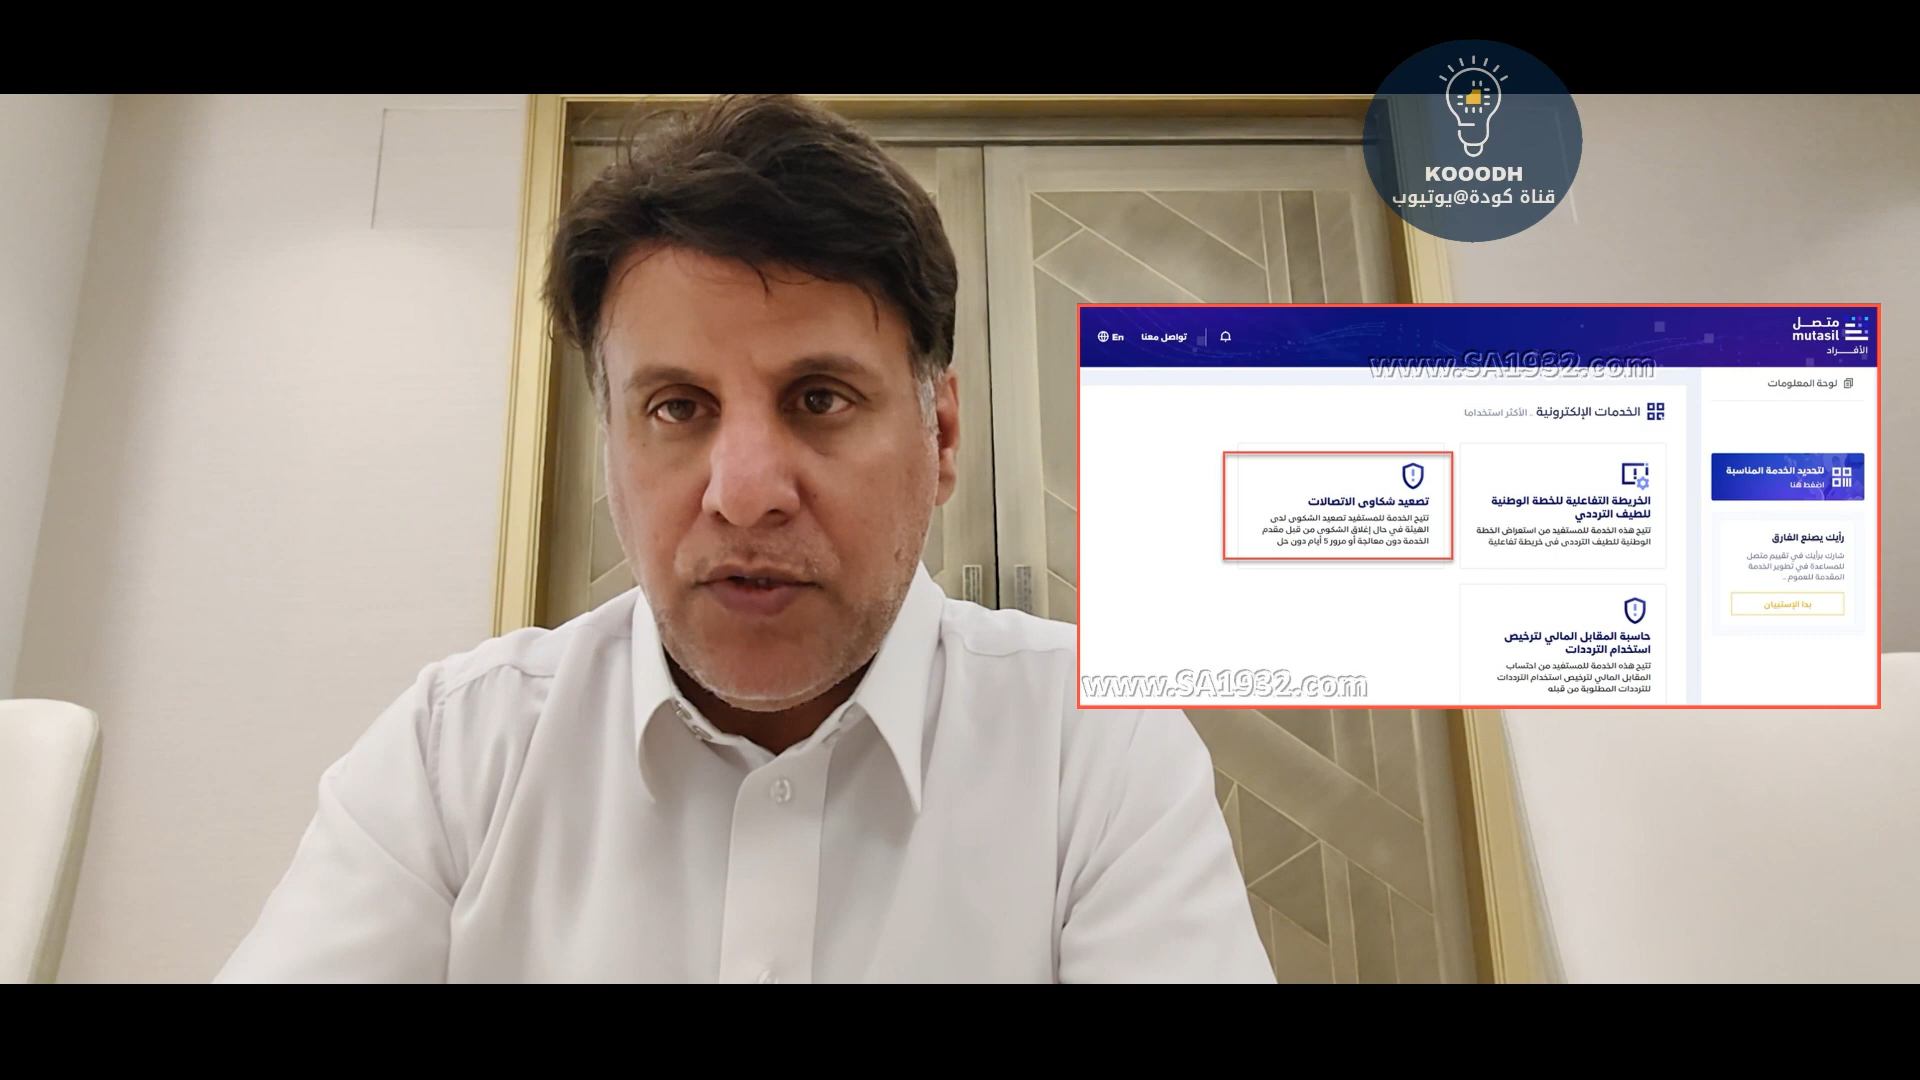 KOOODH
قناة كودة@يوتيوب
متصل
mutasil
الأفـــراد
تواصل معنا
En
www.SA1932.com
لوحة المعلومات
لتحديد الخدمة المناسبة
اضغط هنا
رأيك يصنع الفارق
شارك برأيك في تقييم متصل
للمساعدة في تطوير الخدمة
المقدمة للعموم ..
بدا الإستبيان
الخدمات الإلكترونية .. الأكثر استخداما
الخريطة التفاعلية للخطة الوطنية
للطيف الترددي
تتيح هذه الخدمة للمستفيد من استعراض الخطة
الوطنية للطيف الترددي في خريطة تفاعلية
تصعيد شكاوى الاتصالات
تتيح الخدمة للمستفيد تصعيد الشكوى لدى
الهيئة في حال إغلاق الشكوى من قبل مقدم
الخدمة دون معالجة أو مرور 5 أيام دون حل
حاسبة المقابل المالي لترخيص
استخدام الترددات
تتيح هذه الخدمة للمستفيد من احتساب
المقابل المالي لترخيص استخدام الترددات
للترددات المطلوبة من قبله
www.SA1932.com